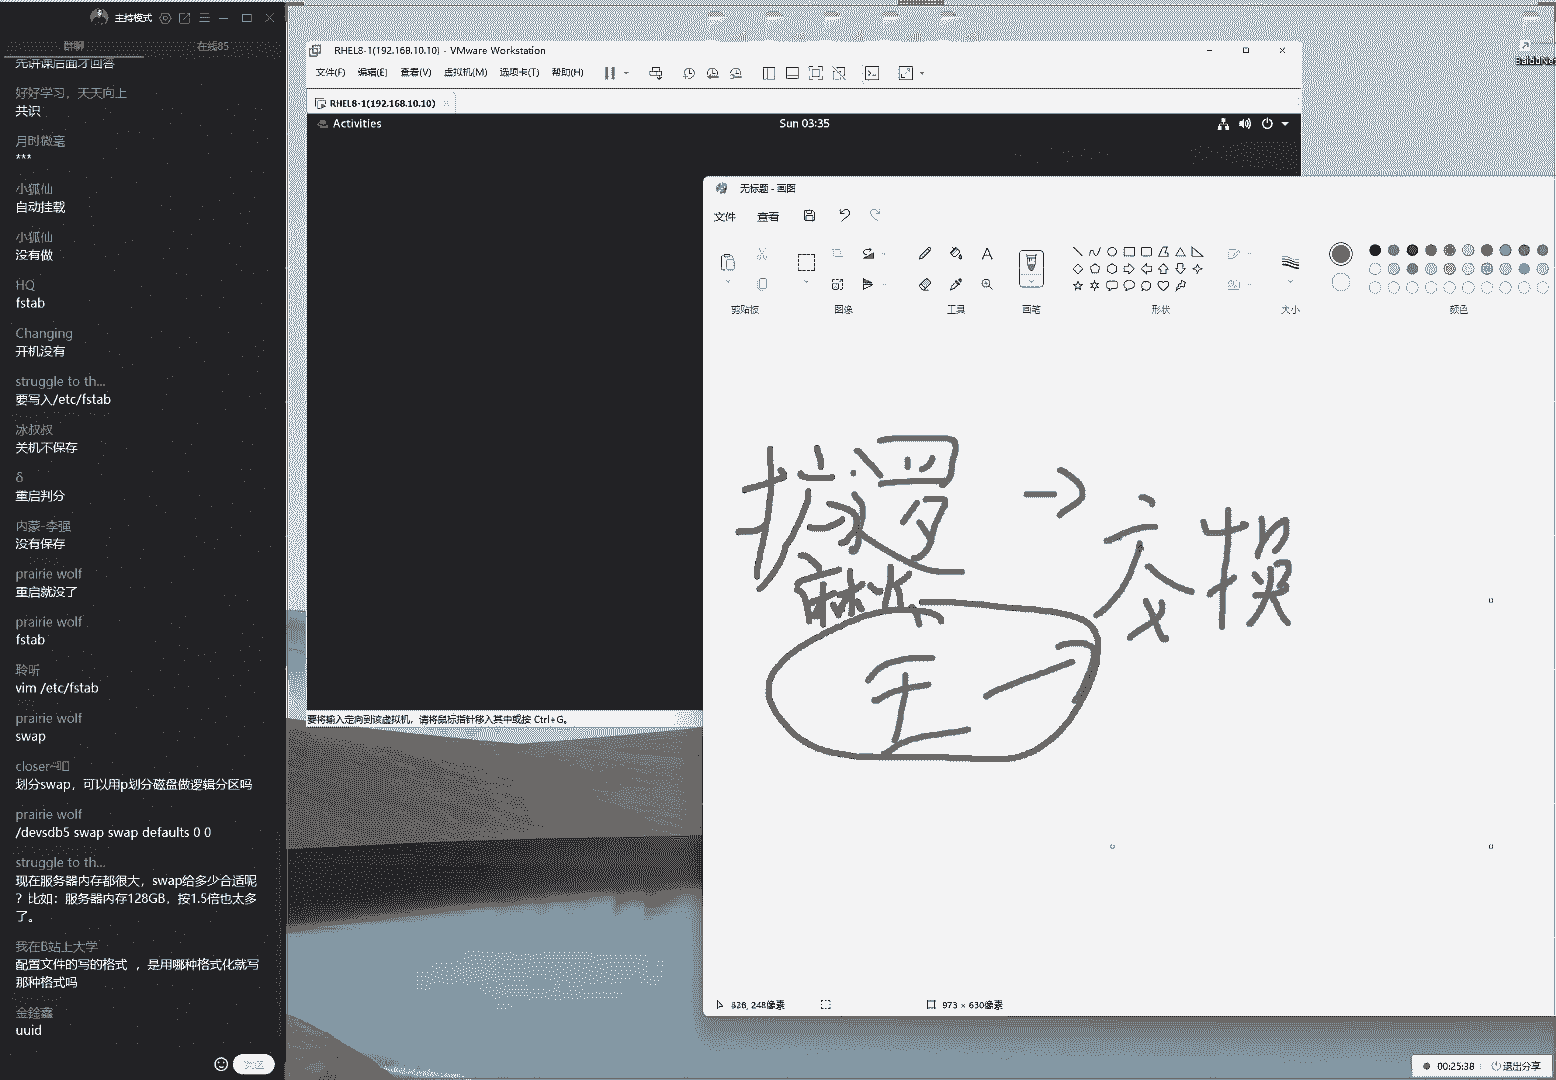 主持模式
群聊
在线85
先讲课后面才回答
好好学习，天天向上
共识
月时微毫
***
小狐仙
自动挂载
小狐仙
没有做
HQ
fstab
Changing
开机没有
struggle to th...
要写入/etc/fstab
冰叔叔
关机不保存
δ
重启判分
内蒙-李强
没有保存
prairie wolf
重启就没了
prairie wolf
fstab
聆听
vim /etc/fstab
prairie wolf
swap
closer
划分swap，可以用p划分磁盘做逻辑分区吗
prairie wolf
/devsdb5 swap swap defaults 0 0
struggle to th...
现在服务器内存都很大，swap给多少合适呢
？比如：服务器内存128GB，按1.5倍也太多
了。
我在B站上大学
配置文件的写的格式 ，是用哪种格式化就写
那种格式吗
金鍂鑫
uuid
发送
RHEL8-1(192.168.10.10) - VMware Workstation
文件(F) 编辑(E) 查看(V) 虚拟机(M) 选项卡(T) 帮助(H)
RHEL8-1(192.168.10.10) ×
Activities
Sun 03:35
要将输入定向到该虚拟机，请将鼠标指针移入其中或按 Ctrl+G。
无标题 - 画图
文件 查看
剪贴板 图像 工具 画笔 形状 大小 颜色
→ 交换
328, 248像素
973 × 630像素
00:25:38
退出分享